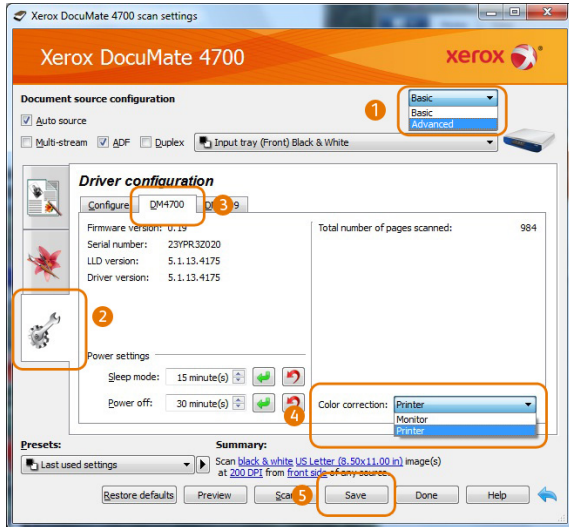 Xerox DocuMate 4700 scan settings
Xerox DocuMate 4700
xerox
Document source configuration
Basic
1
Basic
Advanced
Auto source
Multi-stream ADF Duplex Input tray (Front) Black & White
Driver configuration
Configure DM4700 3
Firmware version: 0.19
Total number of pages scanned: 984
Serial number: 23YPR3Z020
LLD version: 5.1.13.4175
Driver version: 5.1.13.4175
2
Power settings
Sleep mode: 15 minute(s)
Power off: 30 minute(s)
4
Color correction: Printer
Monitor
Printer
Presets:
Summary:
Last used settings
Scan black & white US Letter (8.50x11.00 in) image(s)
at 200 DPI from front side of any source.
Restore defaults Preview Scan 5 Save Done Help